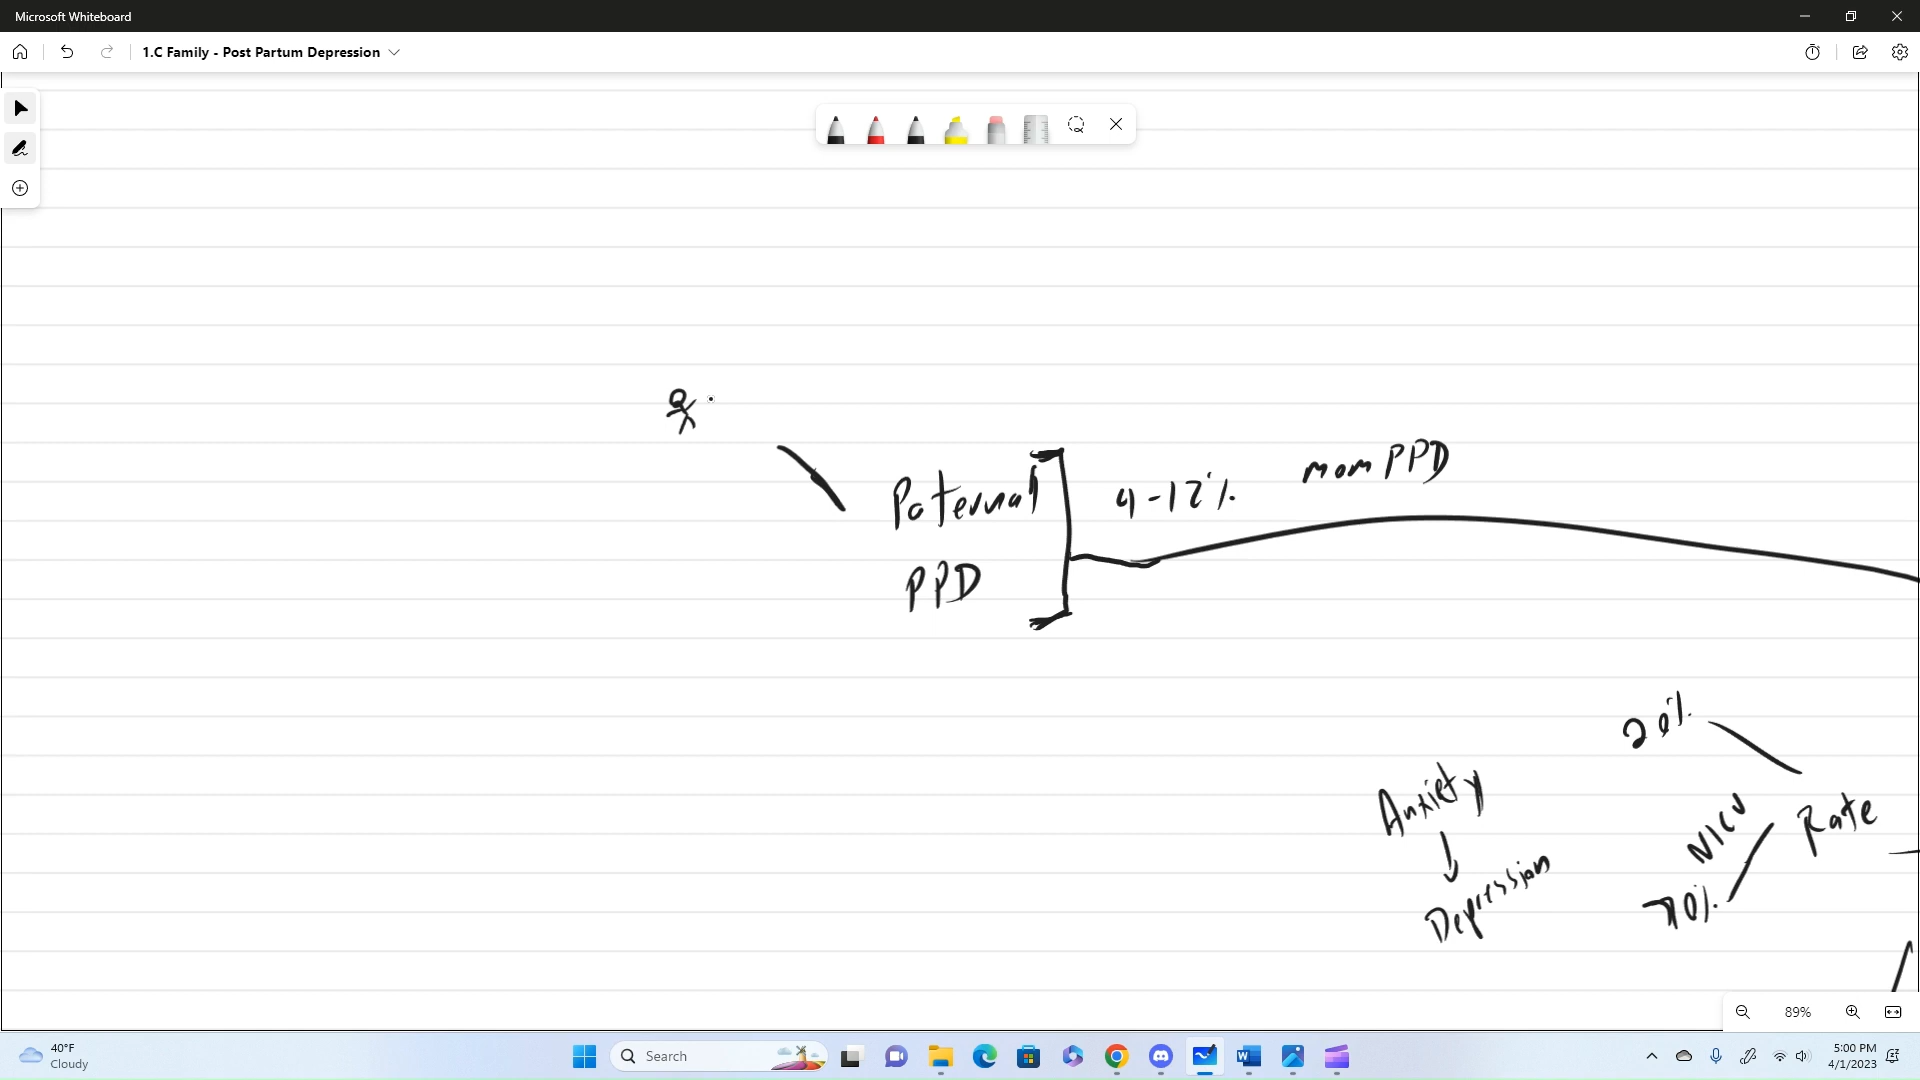 Microsoft Whiteboard
1.C Family - Post Partum Depression
mom PPD
Paternal
4-12%
PPD
20%
Anxiety
NICU
Rate
Depression
70%
89%
40°F
Cloudy
Search
5:00 PM
4/1/2023